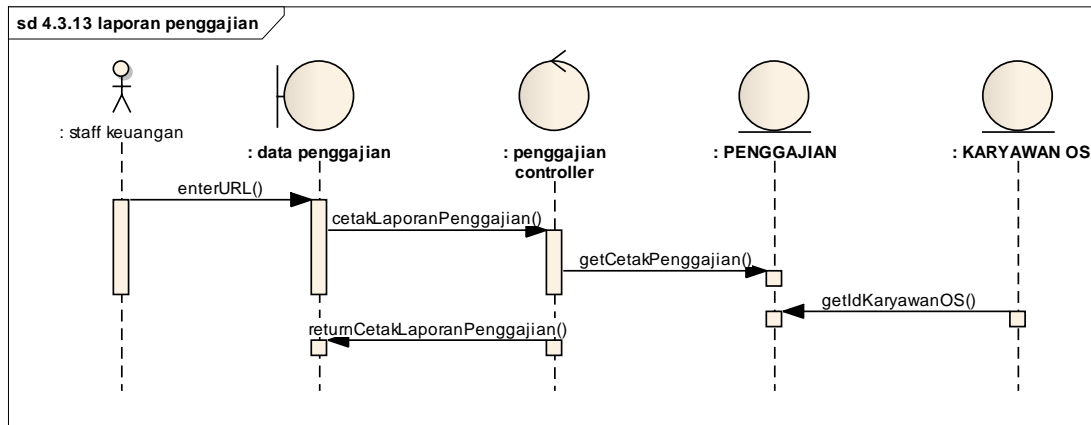 sd 4.3.13 laporan penggajian
: staff keuangan
: data penggajian
: penggajian
controller
: PENGGAJIAN
: KARYAWAN OS
enterURL()
cetakLaporanPenggajian()
getCetakPenggajian()
getIdKaryawanOS()
returnCetakLaporanPenggajian()